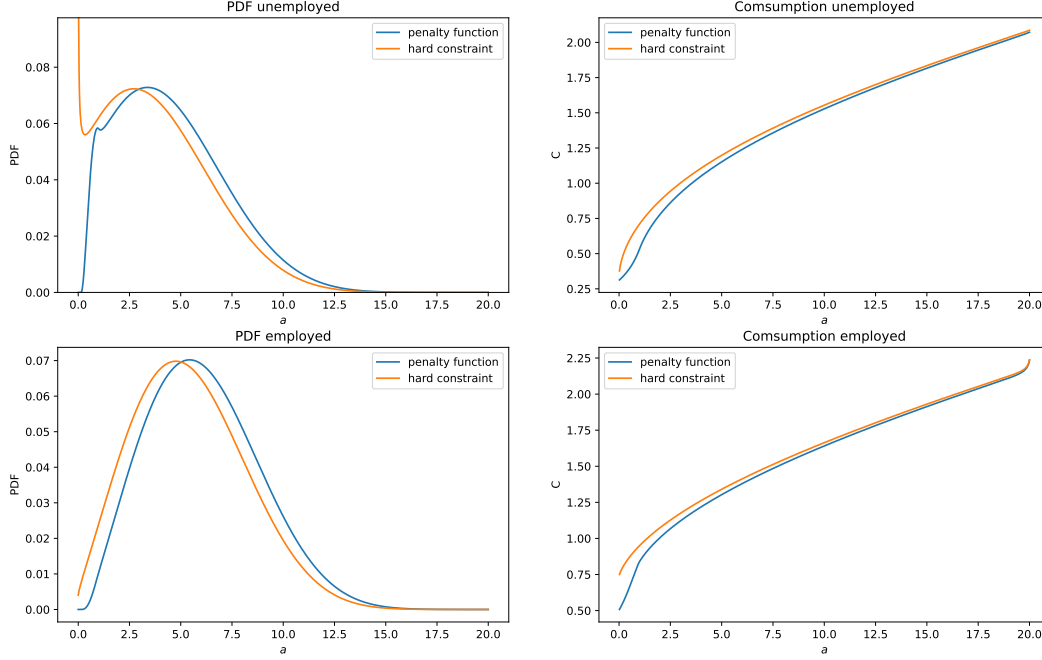 PDF unemployed
0.08
0.06
0.04
0.02
0.00
PDF
penalty function
hard constraint
0.0 2.5 5.0 7.5 10.0 12.5 15.0 17.5 20.0
a
Comsumption unemployed
2.00
1.75
1.50
1.25
1.00
0.75
0.50
0.25
C
penalty function
hard constraint
0.0 2.5 5.0 7.5 10.0 12.5 15.0 17.5 20.0
a
PDF employed
0.07
0.06
0.05
0.04
0.03
0.02
0.01
0.00
PDF
penalty function
hard constraint
0.0 2.5 5.0 7.5 10.0 12.5 15.0 17.5 20.0
a
Comsumption employed
2.25
2.00
1.75
1.50
1.25
1.00
0.75
0.50
C
penalty function
hard constraint
0.0 2.5 5.0 7.5 10.0 12.5 15.0 17.5 20.0
a